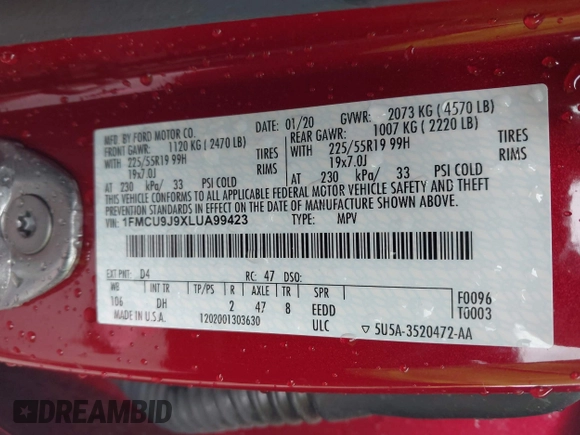 MFD. BY FORD MOTOR CO. DATE: 01/20 GVWR: 2073 KG ( 4570 LB)
FRONT GAWR: 1120 KG ( 2470 LB) REAR GAWR: 1007 KG ( 2220 LB)
WITH 225/55R19 99H TIRES WITH 225/55R19 99H TIRES
19x7.0J RIMS 19x7.0J RIMS
AT 230 kPa/ 33 PSI COLD AT 230 kPa/ 33 PSI COLD
THIS VEHICLE CONFORMS TO ALL APPLICABLE FEDERAL MOTOR VEHICLE SAFETY AND THEFT
PREVENTION STANDARDS IN EFFECT ON THE DATE OF MANUFACTURE SHOWN ABOVE.
VIN: 1FMCU9J9XLUA99423 TYPE: MPV
EXT PNT: D4 RC: 47 DSO:
WB INT TR TP/PS R AXLE TR SPR F0096
106 DH 2 47 8 EEDD T0003
MADE IN U.S.A. 1202001303630 ULC ▽ 5U5A-3520472-AA
DREAMBID